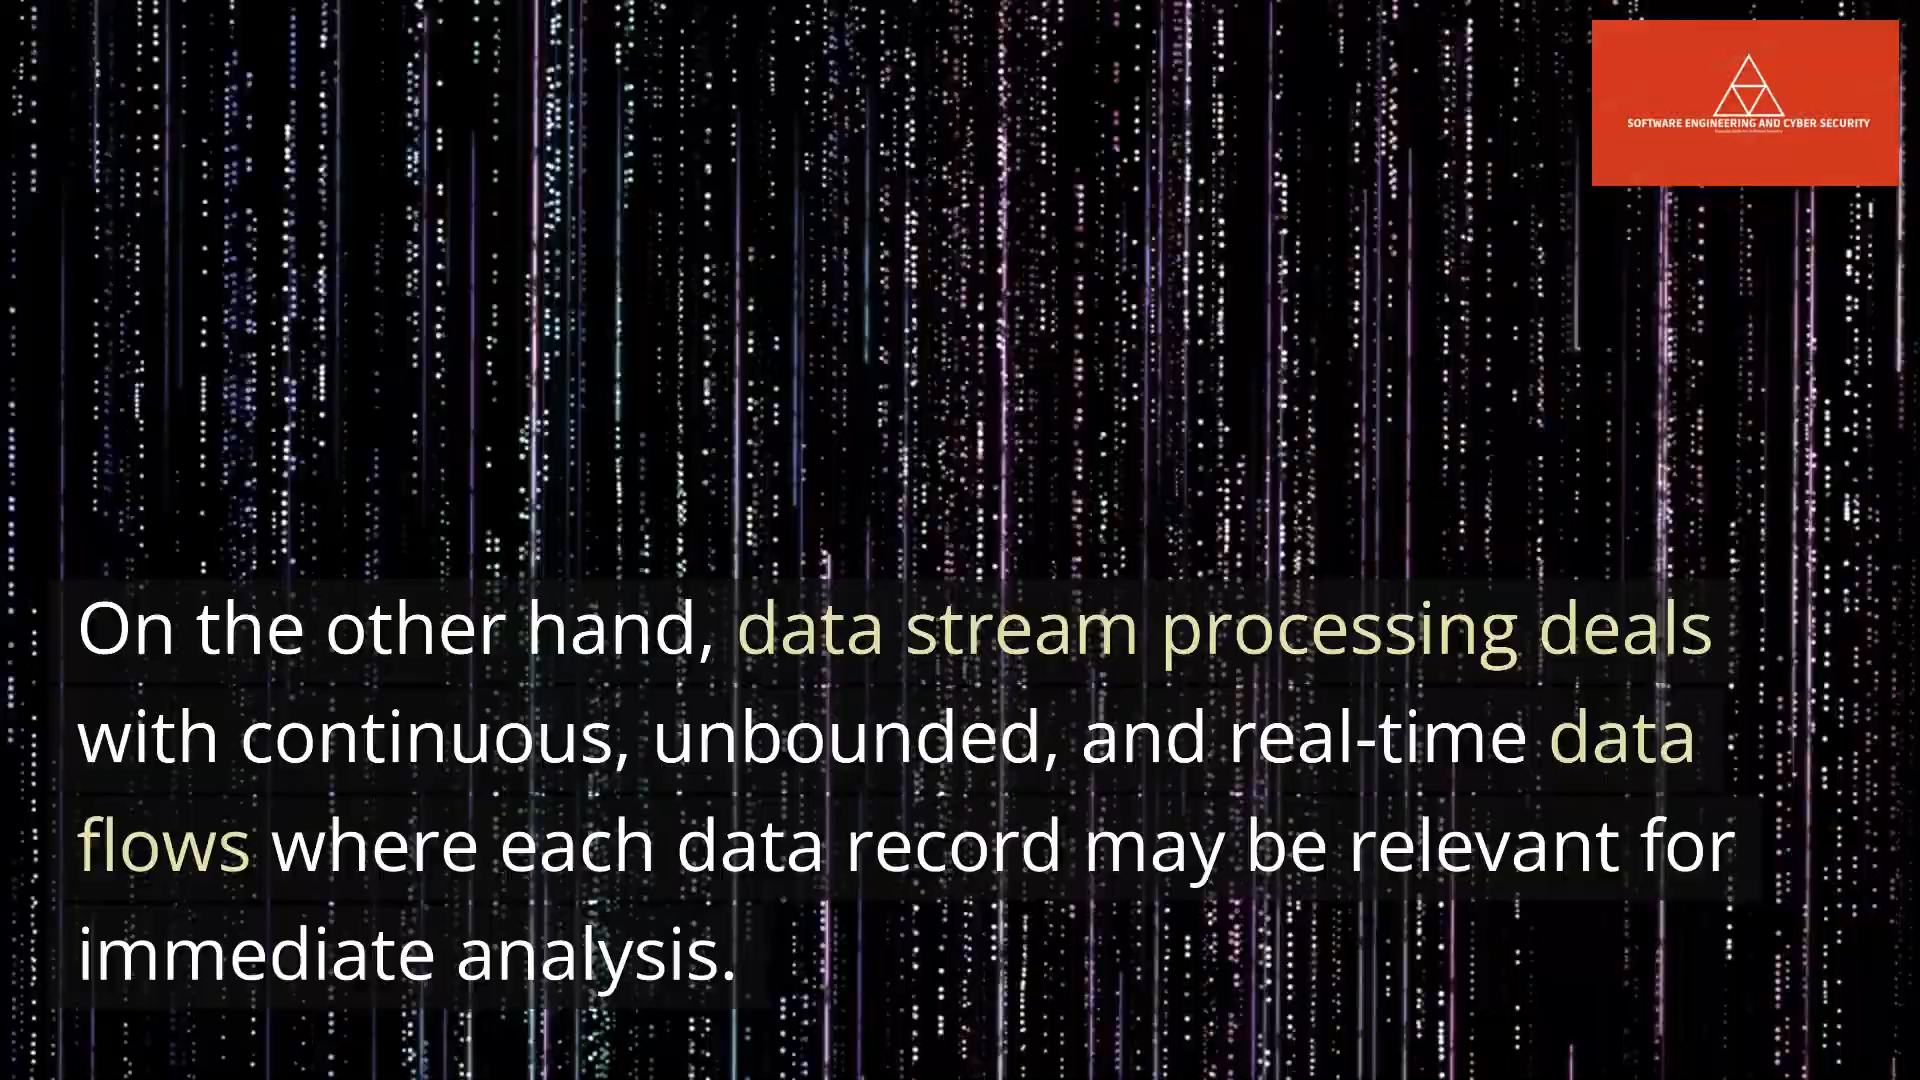 SOFTWARE ENGINEERING AND CYBER SECURITY
On the other hand, data stream processing deals
with continuous, unbounded, and real-time data
flows where each data record may be relevant for
immediate analysis.